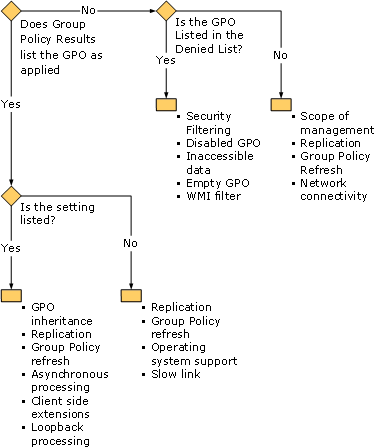 Does Group
Policy Results
list the GPO as
applied
No
Is the GPO
Listed in the
Denied List?
Yes
No
▪ Security
Filtering
▪ Disabled GPO
▪ Inaccessible
data
▪ Empty GPO
▪ WMI filter
▪ Scope of
management
▪ Replication
▪ Group Policy
Refresh
▪ Network
connectivity
Yes
Is the setting
listed?
Yes
No
▪ GPO
inheritance
▪ Replication
▪ Group Policy
refresh
▪ Asynchronous
processing
▪ Client side
extensions
▪ Loopback
processing
▪ Replication
▪ Group Policy
refresh
▪ Operating
system support
▪ Slow link